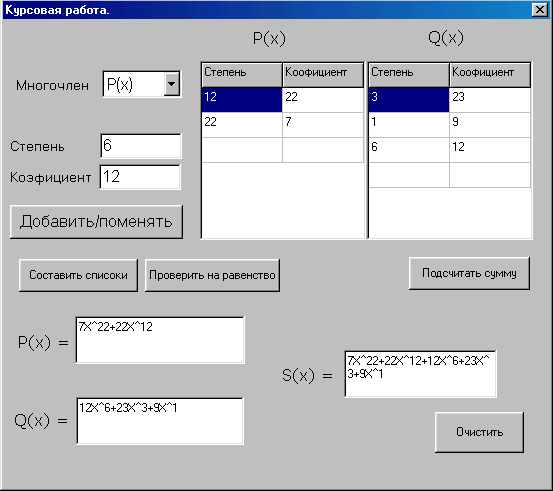 Курсовая работа.
P(x)
Q(x)
Степень Коофициент Степень Коофициент
Многочлен P(x)
12 22 3 23
22 7 1 9
6 12
Степень 6
Коэфициент 12
Добавить/поменять
Составить списоки
Проверить на равенство
Подсчитать сумму
P(x) =
7X^22+22X^12
S(x) =
7X^22+22X^12+12X^6+23X^
3+9X^1
Q(x) =
12X^6+23X^3+9X^1
Очистить